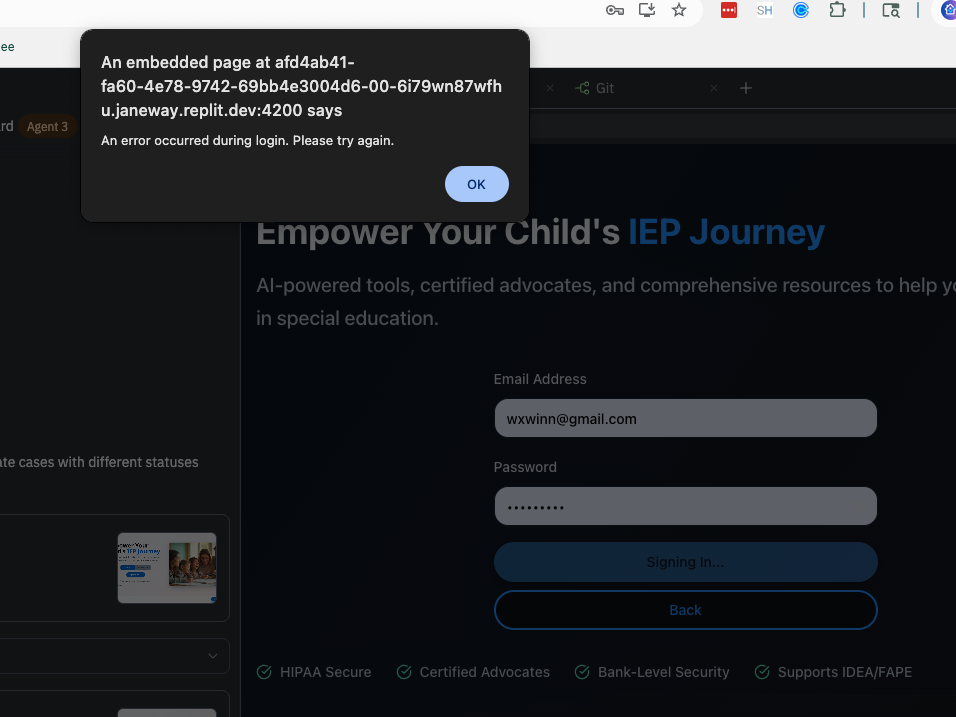 SH
ee
An embedded page at afd4ab41-
fa60-4e78-9742-69bb4e3004d6-00-6i79wn87wfh
u.janeway.replit.dev:4200 says
An error occurred during login. Please try again.
OK
Git
rd
Agent 3
Empower Your Child's IEP Journey
AI-powered tools, certified advocates, and comprehensive resources to help yo
in special education.
Email Address
wxwinn@gmail.com
ate cases with different statuses
Password
•••••••••
Signing In...
Back
HIPAA Secure
Certified Advocates
Bank-Level Security
Supports IDEA/FAPE